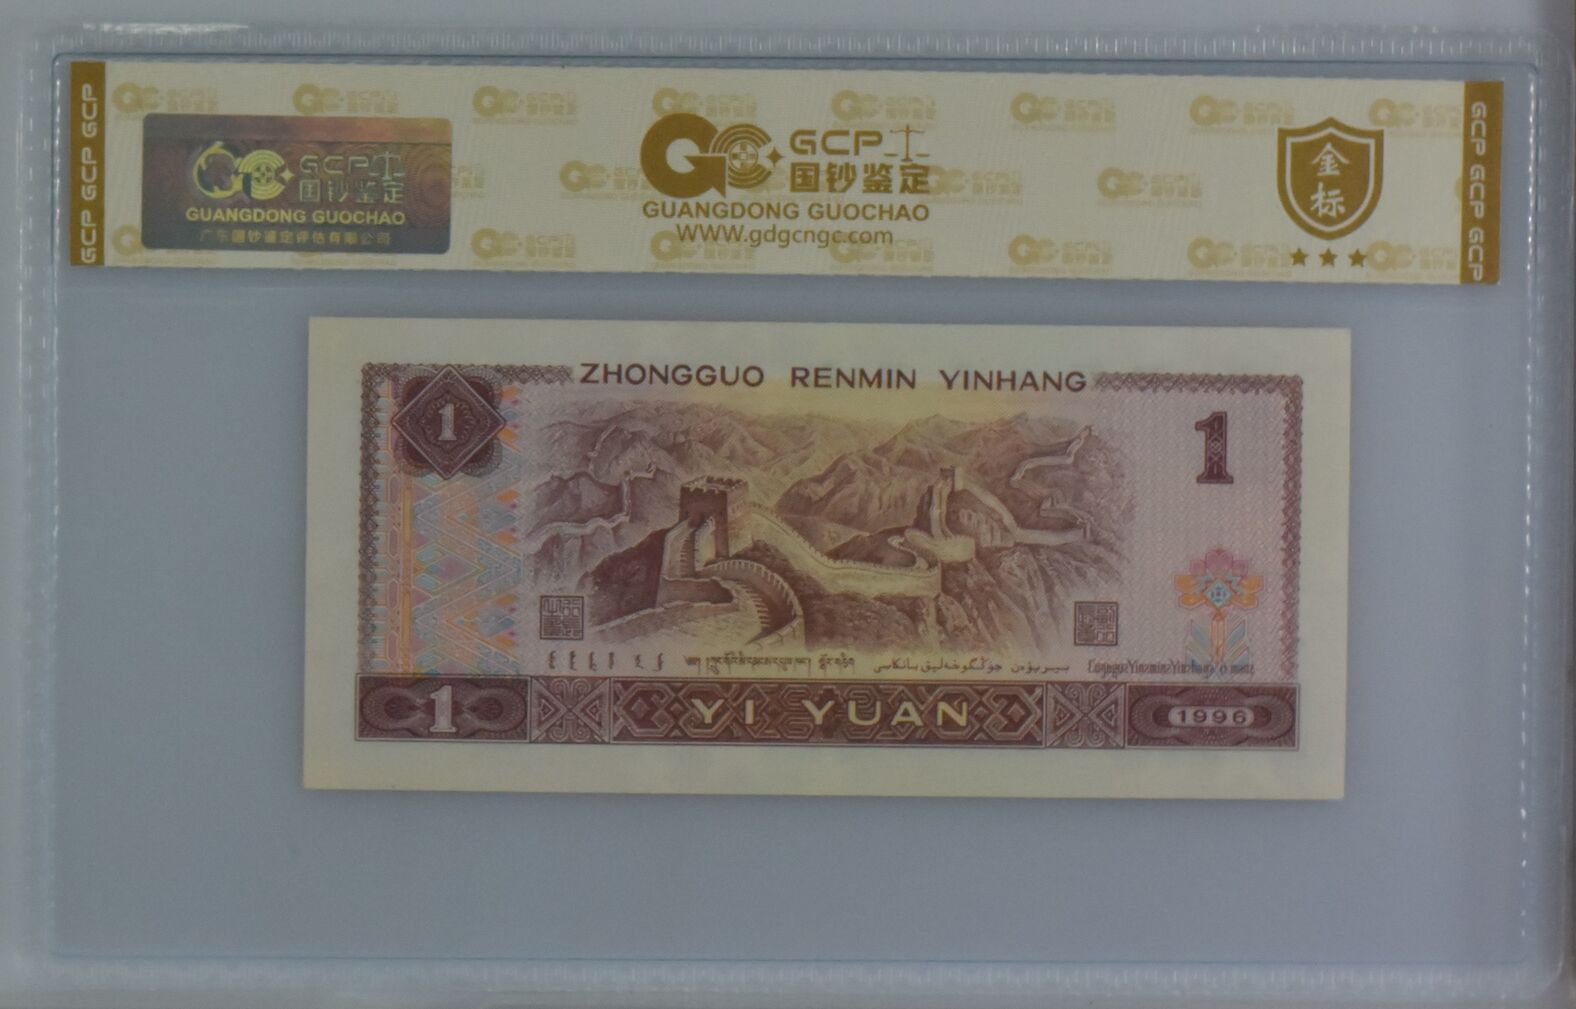 GCP GCP GCP
GCP
国钞鉴定
GUANGDONG GUOCHAO
广东国钞鉴定评估有限公司
GCP
国钞鉴定
GUANGDONG GUOCHAO
WWW.gdgcngc.com
金
标
GCP GCP GCP
ZHONGGUO RENMIN YINHANG
1
1
1
YI YUAN
1996